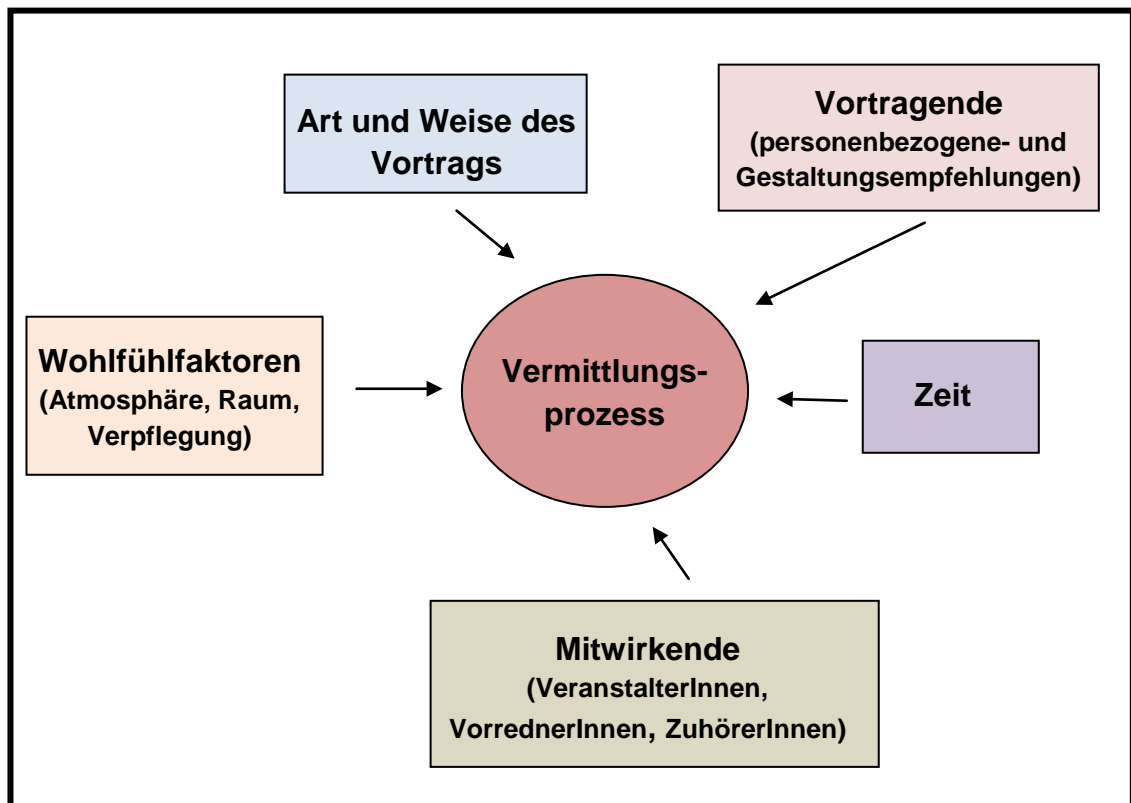 Art und Weise des
Vortrags
Vortragende
(personenbezogene- und
Gestaltungsempfehlungen)
Wohlfühlfaktoren
(Atmosphäre, Raum,
Verpflegung)
Vermittlungs-
prozess
Zeit
Mitwirkende
(VeranstalterInnen,
VorrednerInnen, ZuhörerInnen)